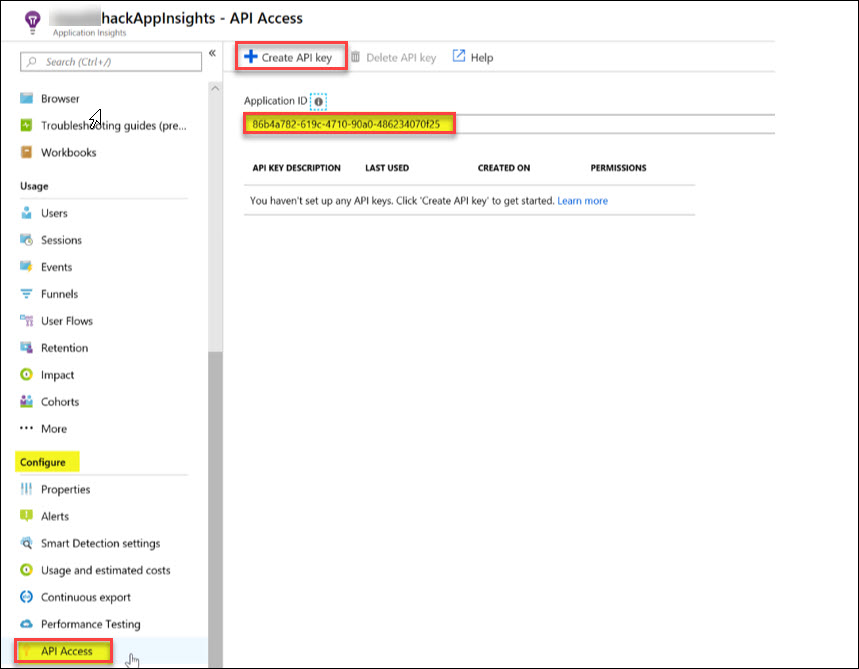 hackAppInsights - API Access
Application Insights
Search (Ctrl+/)
«
Browser
Troubleshooting guides (pre...
Workbooks
Usage
Users
Sessions
Events
Funnels
User Flows
Retention
Impact
Cohorts
More
Configure
Properties
Alerts
Smart Detection settings
Usage and estimated costs
Continuous export
Performance Testing
API Access
Create API key
Delete API key
Help
Application ID
86b4a782-619c-4710-90a0-486234070f25
API KEY DESCRIPTION LAST USED CREATED ON PERMISSIONS
You haven't set up any API keys. Click 'Create API key' to get started. Learn more